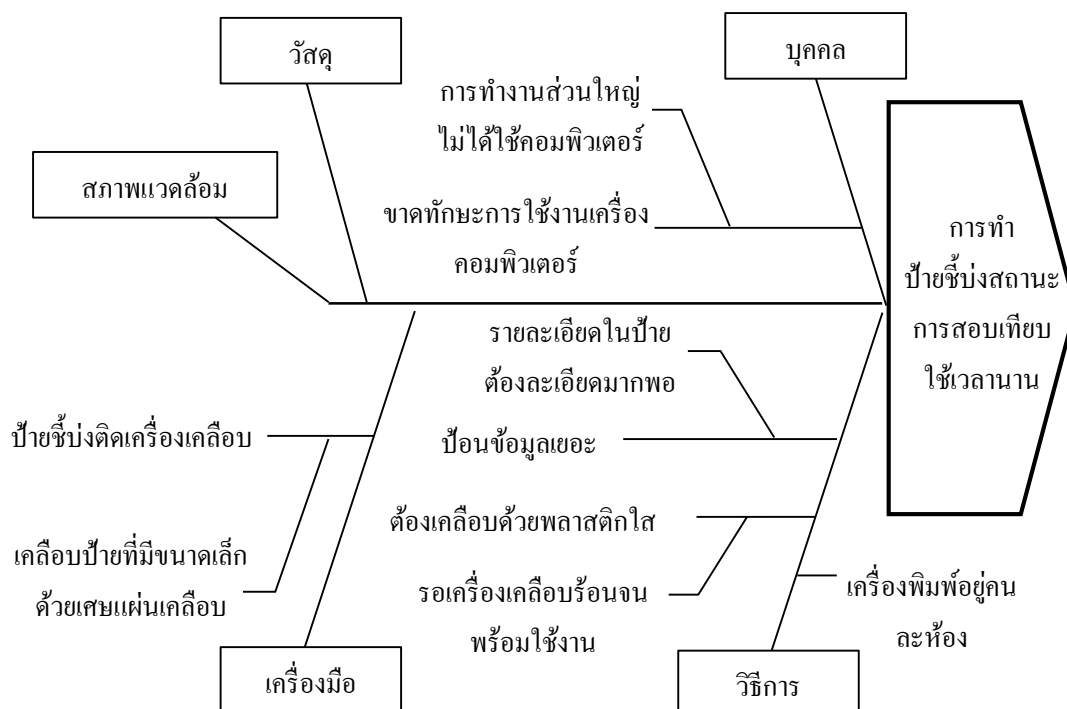 วัสดุ
บุคคล
การทำงานส่วนใหญ่
ไม่ได้ใช้คอมพิวเตอร์
สภาพแวดล้อม
ขาดทักษะการใช้งานเครื่อง
คอมพิวเตอร์
การทำ
ป้ายชี้บ่งสถานะ
การสอบเทียบ
ใช้เวลานาน
รายละเอียดในป้าย
ต้องละเอียดมากพอ
ป้ายชี้บ่งติดเครื่องเคลือบ
ป้อนข้อมูลเยอะ
ต้องเคลือบด้วยพลาสติกใส
เคลือบป้ายที่มีขนาดเล็ก
ด้วยเศษแผ่นเคลือบ
รอเครื่องเคลือบร้อนจน
พร้อมใช้งาน
เครื่องพิมพ์อยู่คน
ละห้อง
เครื่องมือ
วิธีการ